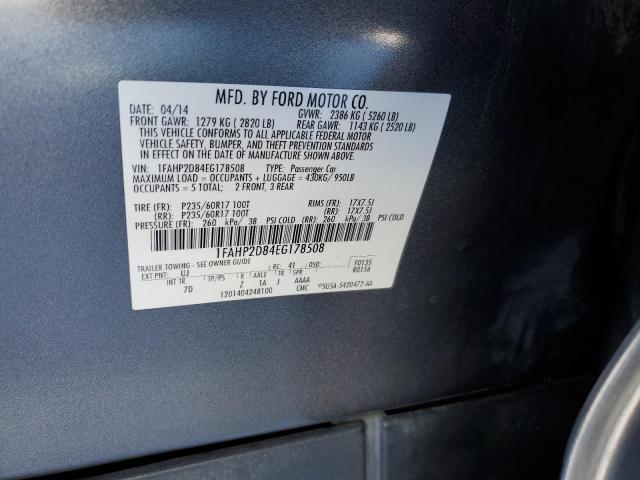 MFD. BY FORD MOTOR CO.
DATE: 04/14 GVWR: 2386 KG ( 5260 LB)
FRONT GAWR: 1279 KG ( 2820 LB) REAR GAWR: 1143 KG ( 2520 LB)
THIS VEHICLE CONFORMS TO ALL APPLICABLE FEDERAL MOTOR
VEHICLE SAFETY, BUMPER, AND THEFT PREVENTION STANDARDS
IN EFFECT ON THE DATE OF MANUFACTURE SHOWN ABOVE.
VIN: 1FAHP2D84EG178508 TYPE: Passenger Car
MAXIMUM LOAD = OCCUPANTS + LUGGAGE = 430KG/ 950LB
OCCUPANTS = 5 TOTAL; 2 FRONT, 3 REAR
TIRE (FR): P235/60R17 100T RIMS (FR): 17X7.5J
(RR): P235/60R17 100T (RR): 17X7.5J
PRESSURE (FR): 260 kPa/ 38 PSI COLD (RR): 260 kPa/ 38 PSI COLD
1FAHP2D84EG178508
TRAILER TOWING - SEE OWNER GUIDE
EXT PNT: UJ RC: 41 DSO: F0135
R0156
INT TR TP/PS R AXLE TR SPR
7D Z 1A J AAAA
1201404248100 CMC